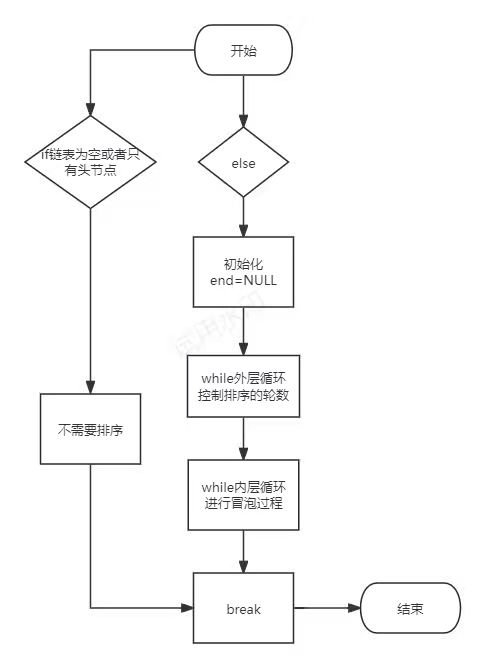 开始
if链表为空或者只
有头节点
else
初始化
end=NULL
while外层循环
控制排序的轮数
不需要排序
while内层循环
进行冒泡过程
break
结束